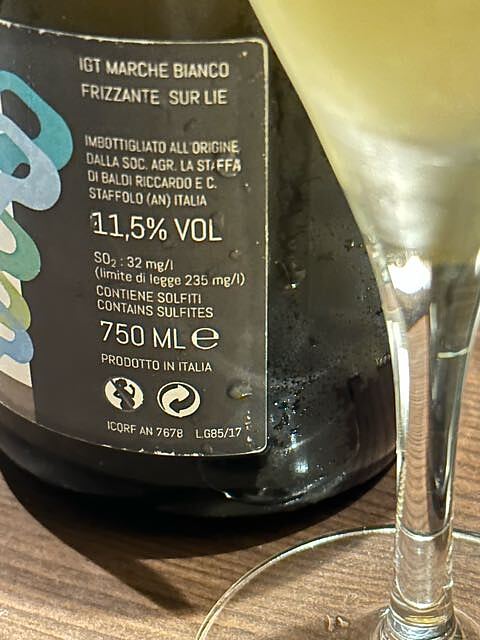 IGT MARCHE BIANCO
FRIZZANTE SUR LIE
IMBOTTIGLIATO ALL'ORIGINE
DALLA SOC. AGR. LA STAFFA
DI BALDI RICCARDO E C.
STAFFOLO (AN) ITALIA
11,5% VOL
SO₂ : 32 mg/l
(limite di legge 235 mg/l)
CONTIENE SOLFITI
CONTAINS SULFITES
750 ML e
PRODOTTO IN ITALIA
ICQRF AN 7678 L.G85/17